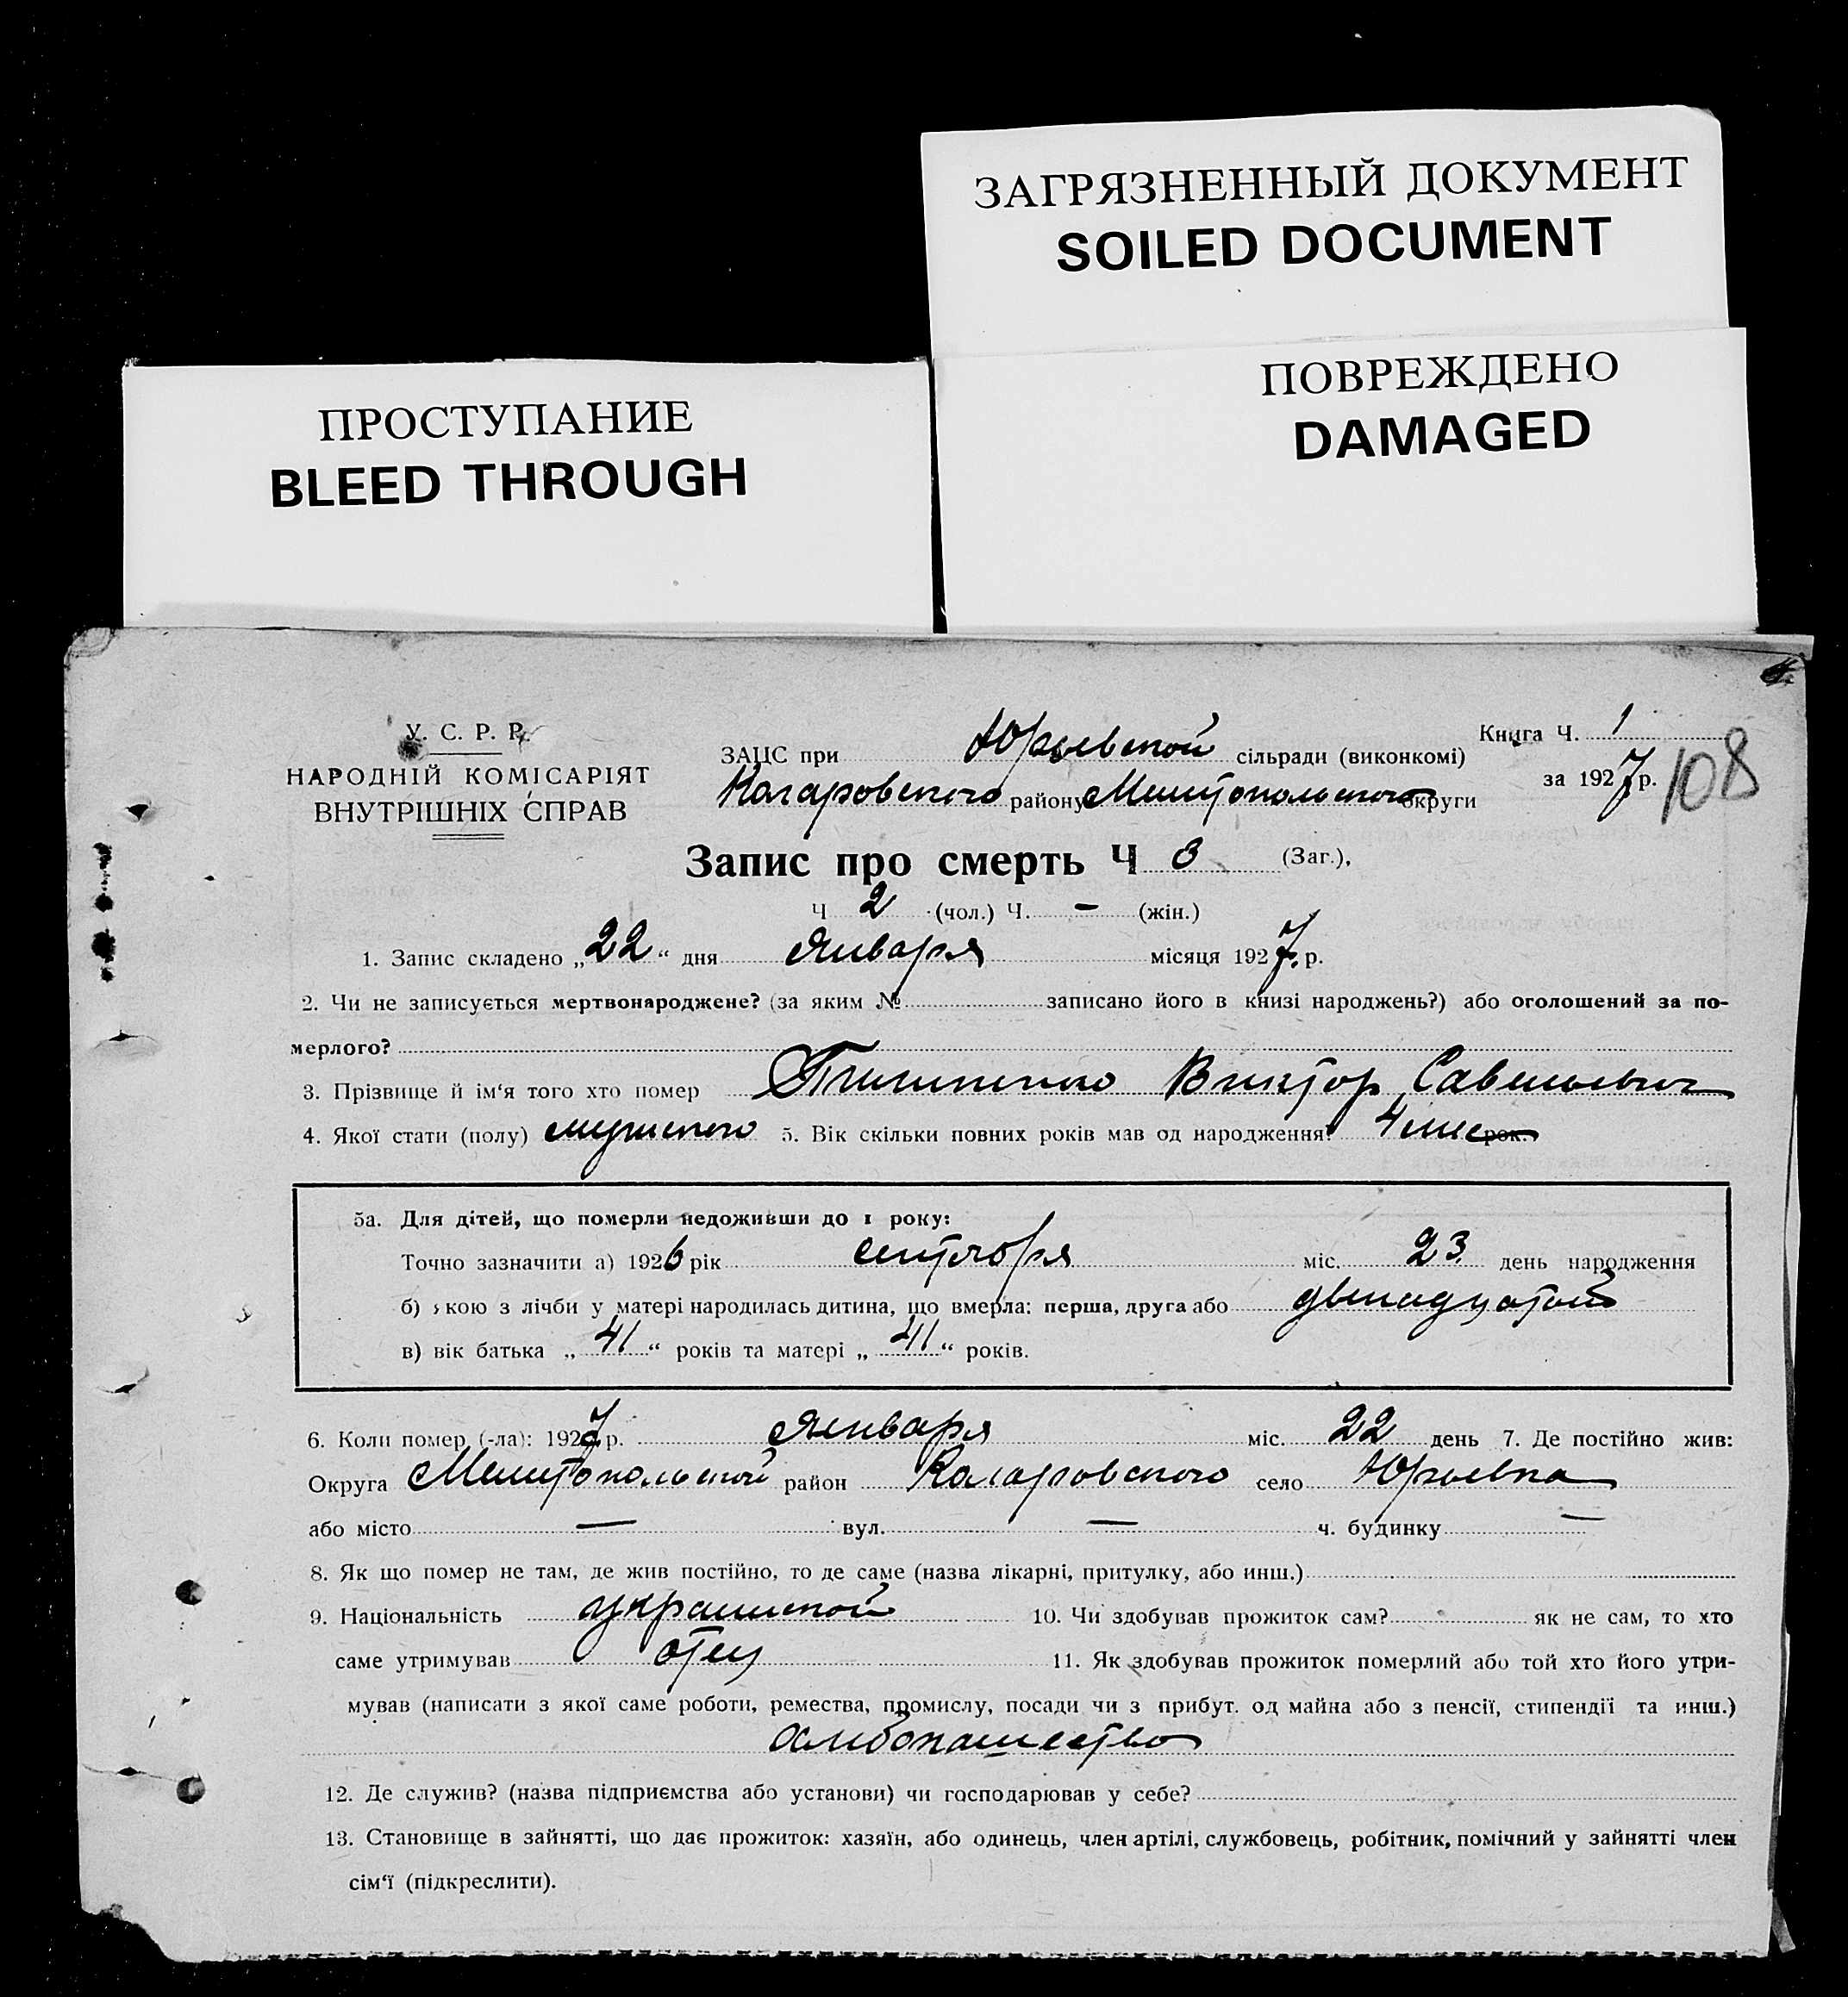 ЗАГРЯЗНЕННЫЙ ДОКУМЕНТ
SOILED DOCUMENT
ПОВРЕЖДЕНО
DAMAGED
ПРОСТУПАНИЕ
BLEED THROUGH
У. С. Р. Р.
НАРОДНІЙ КОМІСАРІЯТ
ВНУТРІШНІХ СПРАВ
ЗАЦС при Юрьевской сільради (виконкомі)
Книга Ч. 1
Коларовского району Мелитопольского округи
за 1927 р.
108
Запис про смерть Ч 3 (Заг.),
Ч 2 (чол.) Ч. — (жін.)
1. Запис складено „22“ дня Января місяця 1927 р.
2. Чи не записується мертвонароджене? (за яким № записано його в книзі народжень?) або оголошений за по-
мерлого?
3. Прізвище й ім‘я того хто помер Виктор Савельевич
4. Якої стати (полу) мужского 5. Вік скільки повних років мав од народження? 4 мес рок.
5а. Для дітей, що померли недоживши до 1 року:
Точно зазначити а) 1926 рік сентября міс. 23 день народження
б) якою з лічби у матері народилась дитина, що вмерла: перша, друга або двенадцатой
в) вік батька „41“ років та матері „41“ років.
6. Коли помер (-ла): 1927 р. Января міс. 22 день 7. Де постійно жив:
Округа Мелитопольской район Коларовского село Юрьевка
або місто — вул. — ч. будинку —
8. Як що помер не там, де жив постійно, то де саме (назва лікарні, притулку, або инш.)
9. Національність украинской 10. Чи здобував прожиток сам? як не сам, то хто
саме утримував отец 11. Як здобував прожиток померлий або той хто його утри-
мував (написати з якої саме роботи, ремества, промислу, посади чи з прибут. од майна або з пенсії, стипендії та инш.)
хлебопашество
12. Де служив? (назва підприємства або установи) чи господарював у себе?
13. Становище в зайнятті, що дає прожиток: хазяїн, або одинець, член артілі, службовець, робітник, помічний у зайнятті член
сім‘ї (підкреслити).